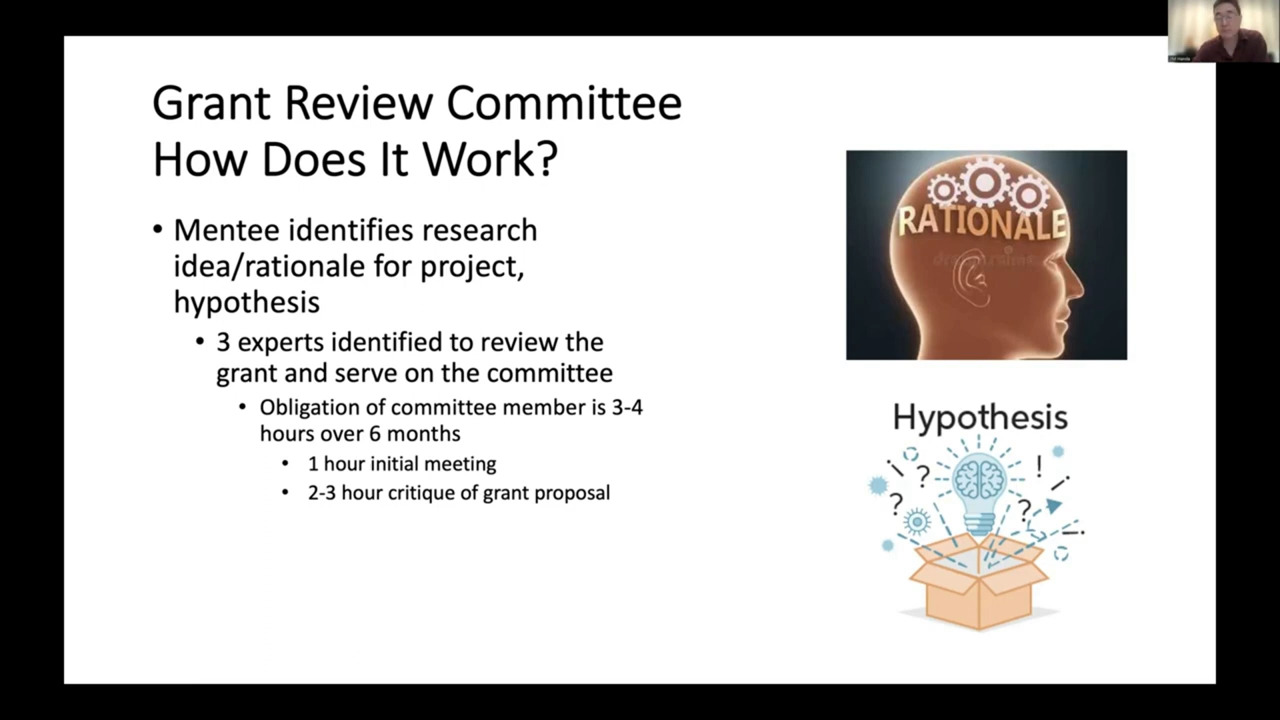 Grant Review Committee
How Does It Work?
• Mentee identifies research
idea/rationale for project,
hypothesis
• 3 experts identified to review the
grant and serve on the committee
• Obligation of committee member is 3-4
hours over 6 months
• 1 hour initial meeting
• 2-3 hour critique of grant proposal
RATIONALE
Hypothesis
? ! ? ?